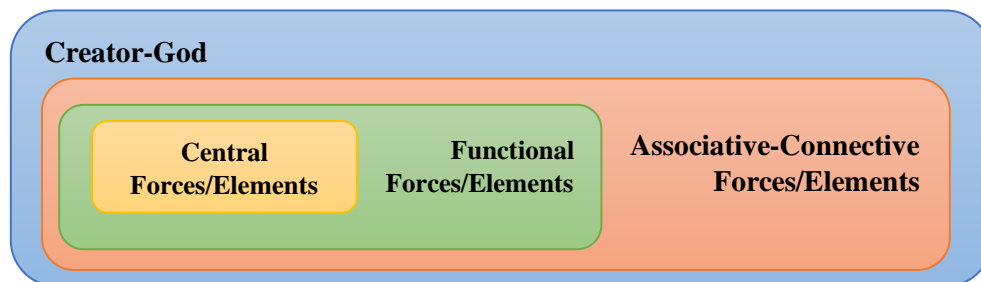 Creator-God
Central
Forces/Elements
Functional
Forces/Elements
Associative-Connective
Forces/Elements